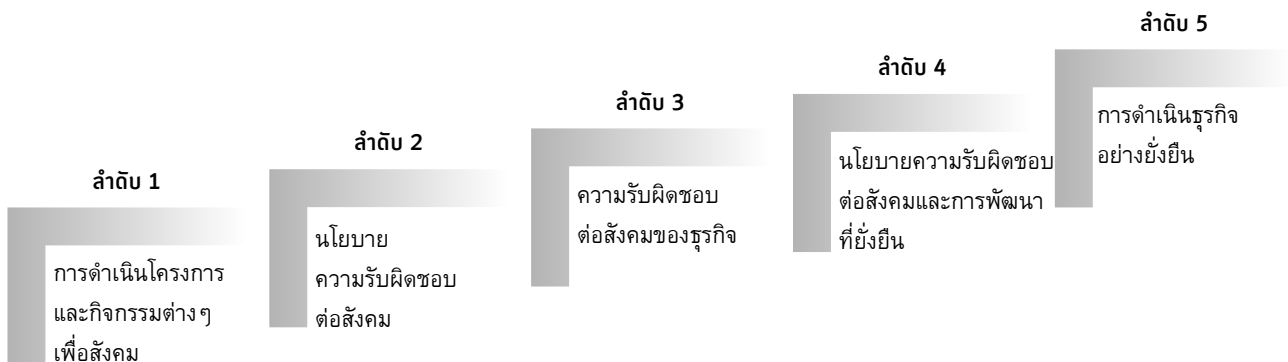 ลำดับ 1
การดำเนินโครงการ
และกิจกรรมต่างๆ
เพื่อสังคม
ลำดับ 2
นโยบาย
ความรับผิดชอบ
ต่อสังคม
ลำดับ 3
ความรับผิดชอบ
ต่อสังคมของธุรกิจ
ลำดับ 4
นโยบายความรับผิดชอบ
ต่อสังคมและการพัฒนา
ที่ยั่งยืน
ลำดับ 5
การดำเนินธุรกิจ
อย่างยั่งยืน